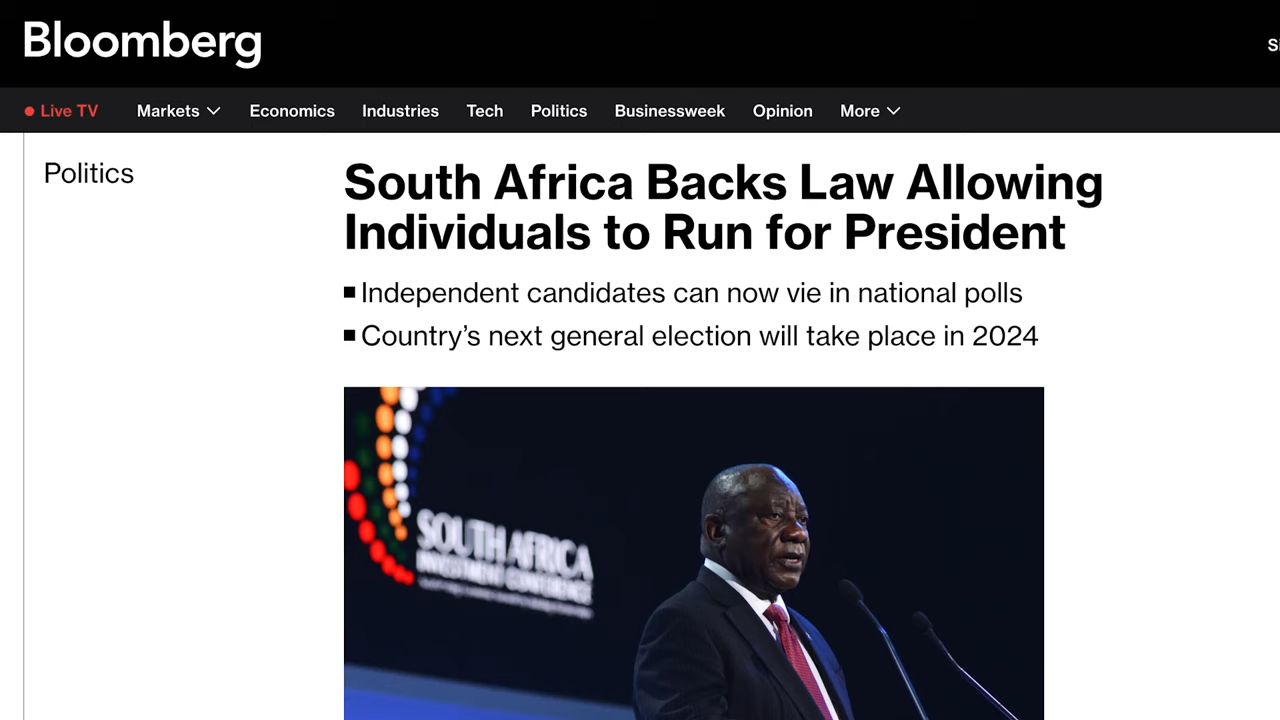 Bloomberg
Live TV Markets Economics Industries Tech Politics Businessweek Opinion More
Politics
South Africa Backs Law Allowing
Individuals to Run for President
Independent candidates can now vie in national polls
Country’s next general election will take place in 2024
SOUTH AFRICA
INVESTMENT CONFERENCE